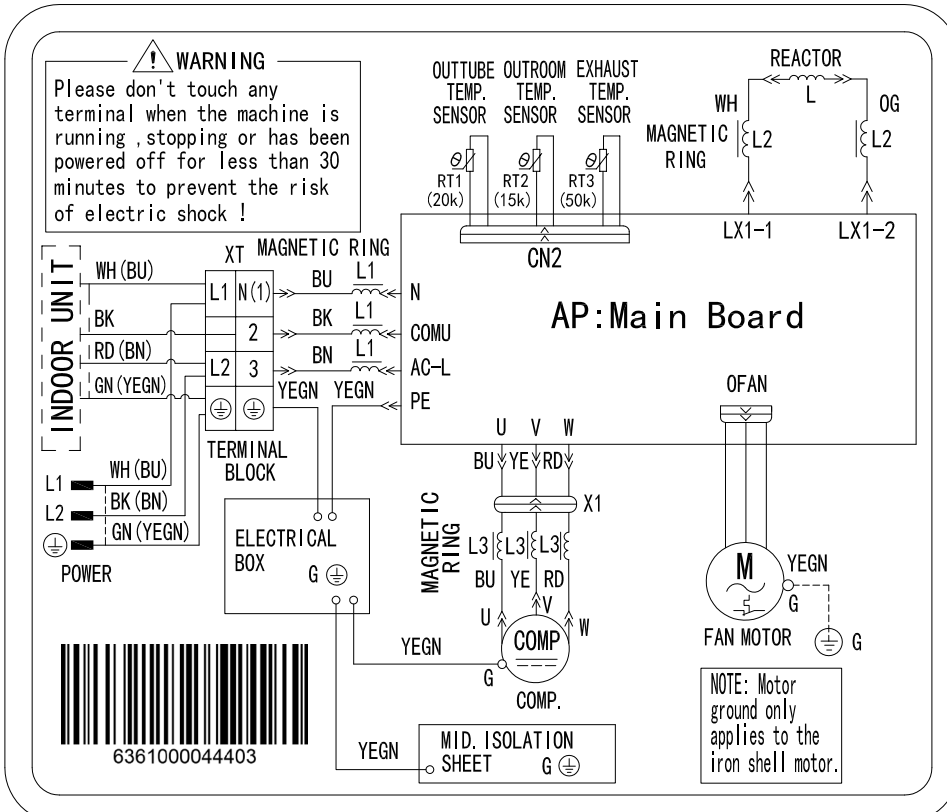 WARNING
Please don't touch any
terminal when the machine is
running , stopping or has been
powered off for less than 30
minutes to prevent the risk
of electric shock !
OUTTUBE TEMP. SENSOR
OUTROOM TEMP. SENSOR
EXHAUST TEMP. SENSOR
θ
θ
θ
RT1
(20k)
RT2
(15k)
RT3
(50k)
CN2
REACTOR
L
WH
OG
MAGNETIC
RING
L2
L2
LX1-1
LX1-2
AP:Main Board
INDOOR UNIT
WH(BU)
BK
RD(BN)
GN(YEGN)
XT
L1 N(1)
2
L2 3
TERMINAL
BLOCK
MAGNETIC RING
BU L1 N
BK L1 COMU
BN L1 AC-L
YEGN YEGN PE
OFAN
U V W
BU YE RD
X1
MAGNETIC
RING
L3 L3 L3
BU YE RD
U V W
COMP
G
COMP.
L1 WH(BU)
L2 BK(BN)
GN(YEGN)
POWER
ELECTRICAL
BOX
G
YEGN
YEGN
MID. ISOLATION
SHEET G
M
YEGN
G
FAN MOTOR
G
NOTE: Motor
ground only
applies to the
iron shell motor.
6361000044403